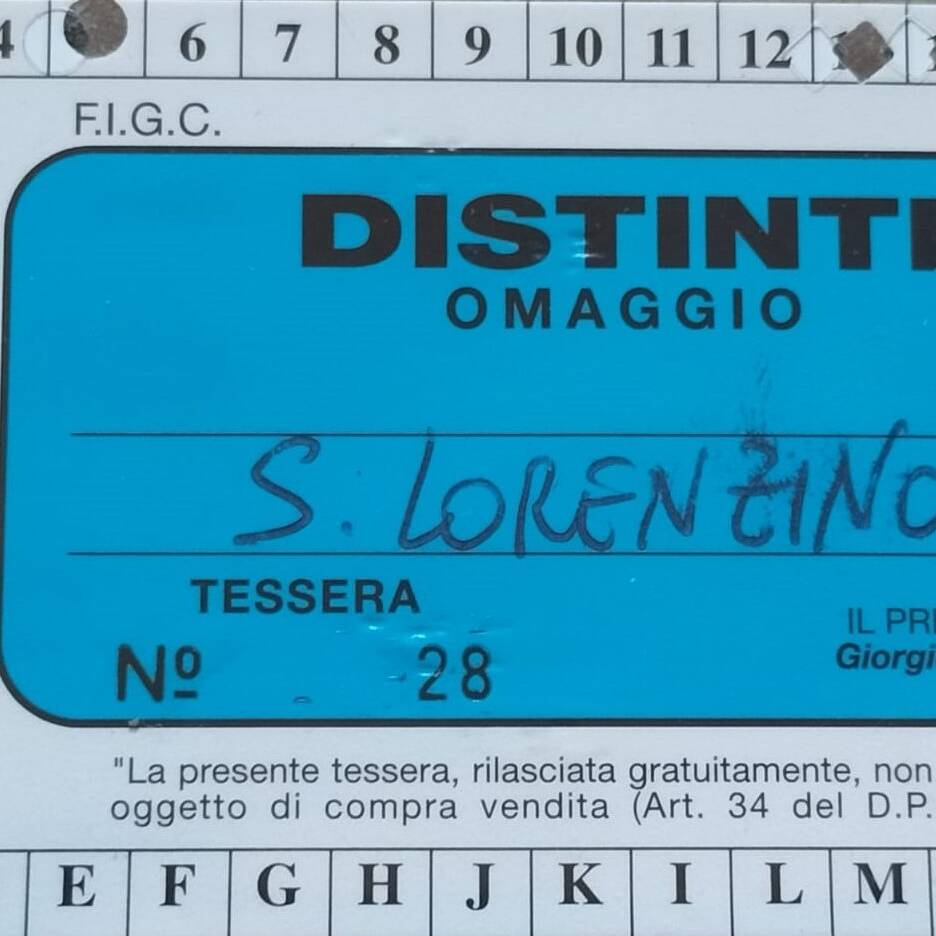 4 6 7 8 9 10 11 12
F.I.G.C.
DISTINTI
OMAGGIO
S. LORENZINO
TESSERA
Nº 28
IL PRE
Giorgi
"La presente tessera, rilasciata gratuitamente, non
oggetto di compra vendita (Art. 34 del D.P.
E F G H J K I L M